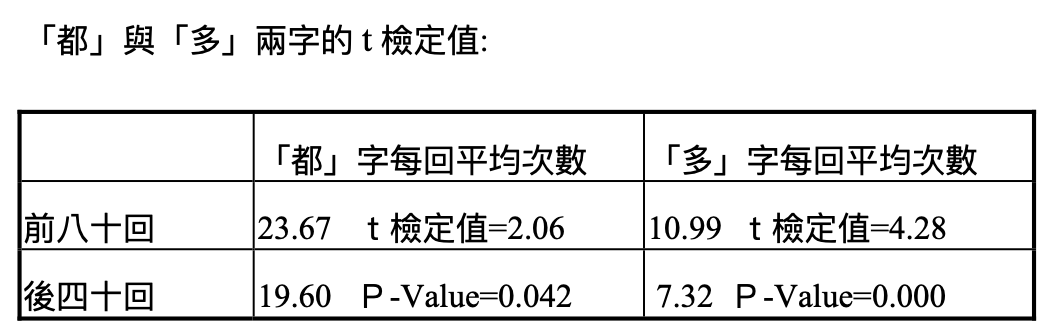 「都」與「多」兩字的 t 檢定值:
「都」字每回平均次數 「多」字每回平均次數
前八十回 23.67 t 檢定值=2.06 10.99 t 檢定值=4.28
後四十回 19.60 P-Value=0.042 7.32 P-Value=0.000